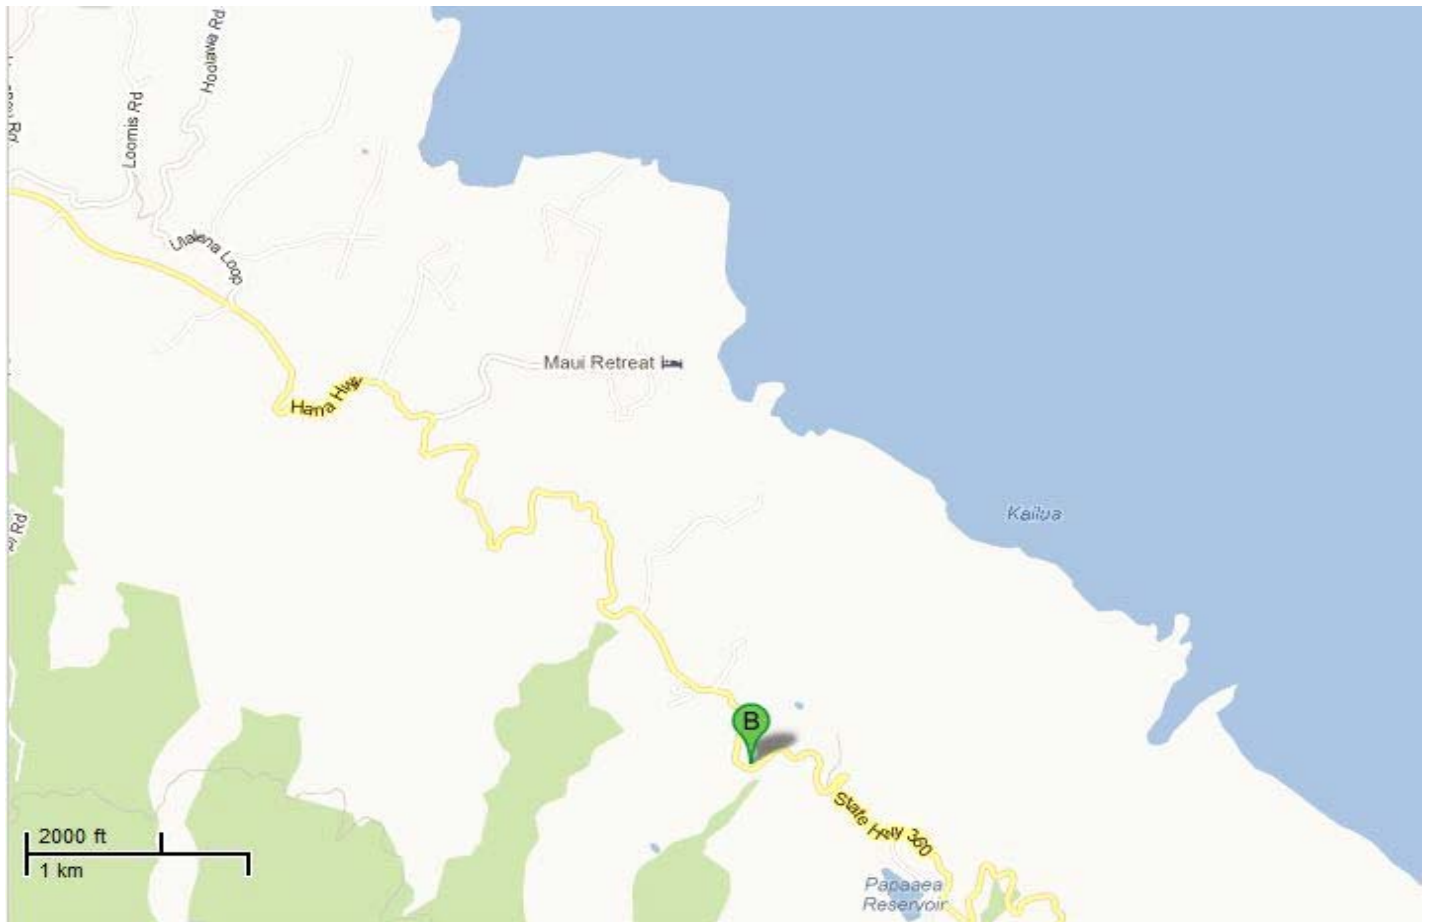 Hoolawa Rd
Loomis Rd
Ulalena Loop
Maui Retreat
Hana Hwy
Kailua
Rd
B
State Hwy 360
2000 ft
1 km
Papaaea
Reservoir